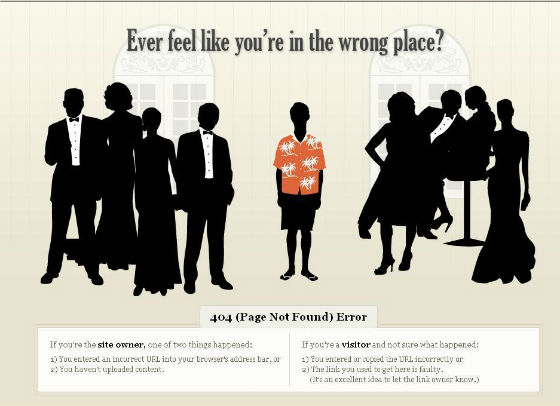 Ever feel like you're in the wrong place?
404 (Page Not Found) Error
If you're the site owner, one of two things happened:
1) You entered an incorrect URL into your browser's address bar, or
2) You haven't uploaded content.
If you're a visitor and not sure what happened:
1) You entered or copied the URL incorrectly or
2) The link you used to get here is faulty.
(It's an excellent idea to let the link owner know.)